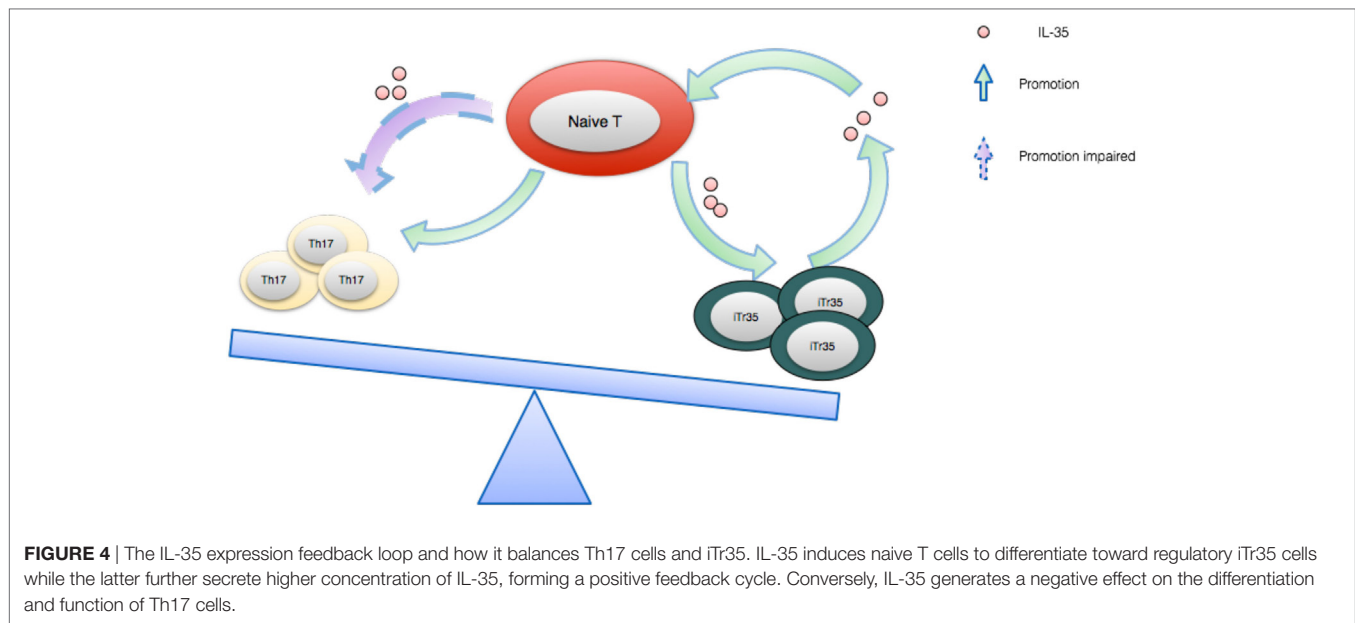 Naive T
IL-35
Promotion
Promotion impaired
Th17
Th17
Th17
iTr35
iTr35
iTr35
FIGURE 4 | The IL-35 expression feedback loop and how it balances Th17 cells and iTr35. IL-35 induces naive T cells to differentiate toward regulatory iTr35 cells
while the latter further secrete higher concentration of IL-35, forming a positive feedback cycle. Conversely, IL-35 generates a negative effect on the differentiation
and function of Th17 cells.